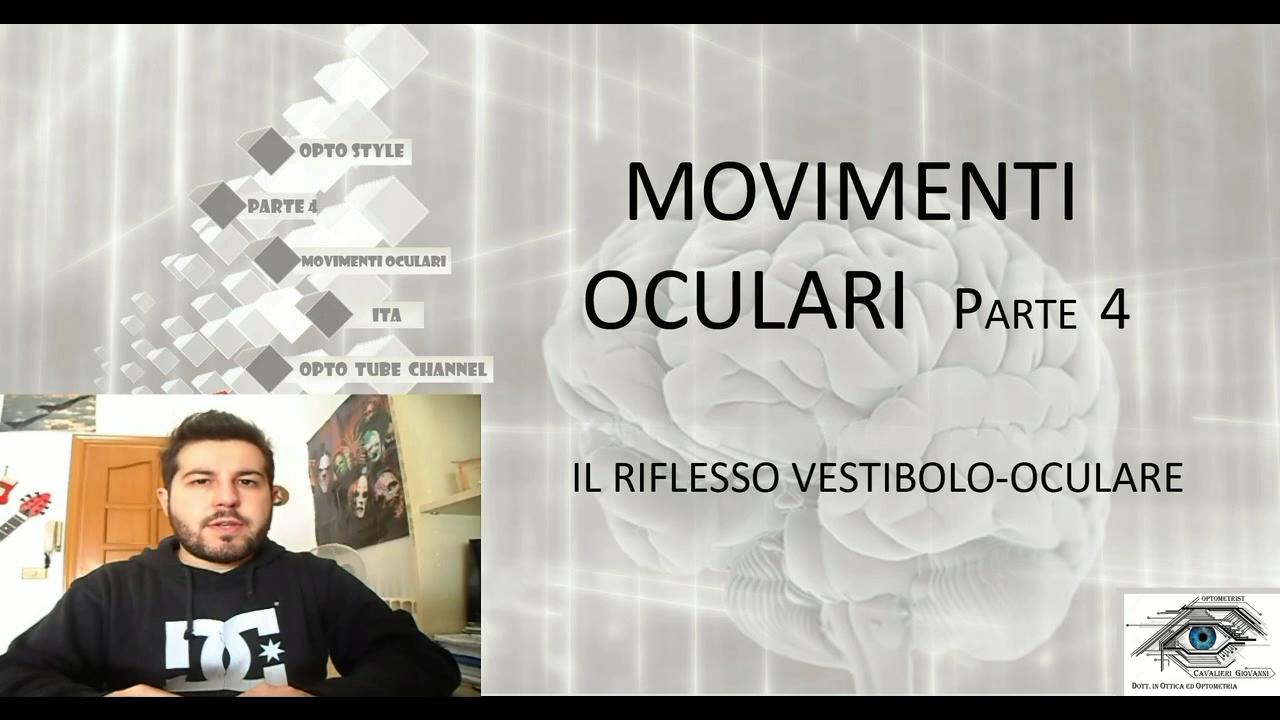 OPTO STYLE
PARTE 4
MOVIMENTI OCULARI
ITA
OPTO TUBE CHANNEL
MOVIMENTI
OCULARI PARTE 4
IL RIFLESSO VESTIBOLO-OCULARE
DC
OPTOMETRIST
CAVALIERI GIOVANNI
DOTT. IN OTTICA ED OPTOMETRIA